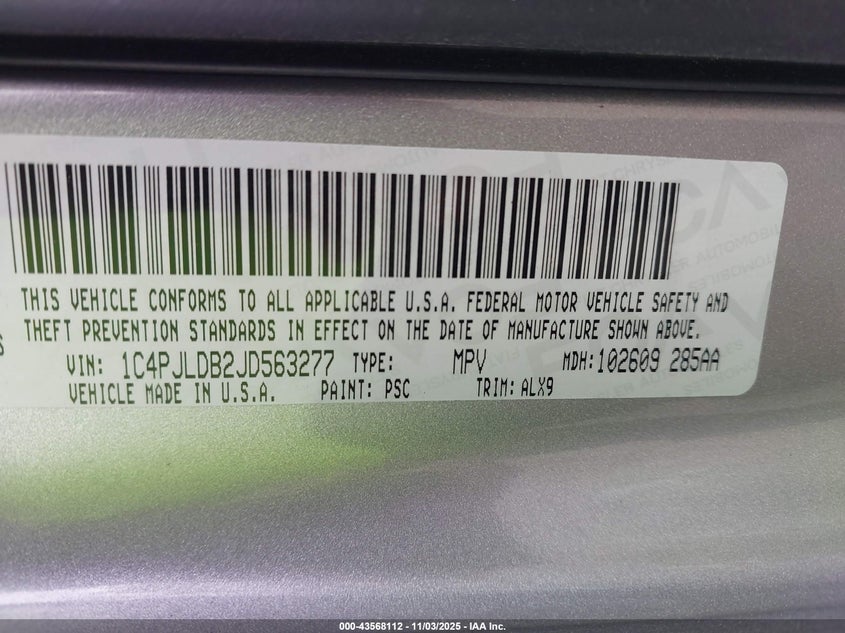 THIS VEHICLE CONFORMS TO ALL APPLICABLE U.S.A. FEDERAL MOTOR VEHICLE SAFETY AND
THEFT PREVENTION STANDARDS IN EFFECT ON THE DATE OF MANUFACTURE SHOWN ABOVE.
VIN: 1C4PJLDB2JD563277 TYPE: MPV MDH:102609 285AA
VEHICLE MADE IN U.S.A. PAINT: PSC TRIM: ALX9
000-43568112 - 11/03/2025 - IAA Inc.